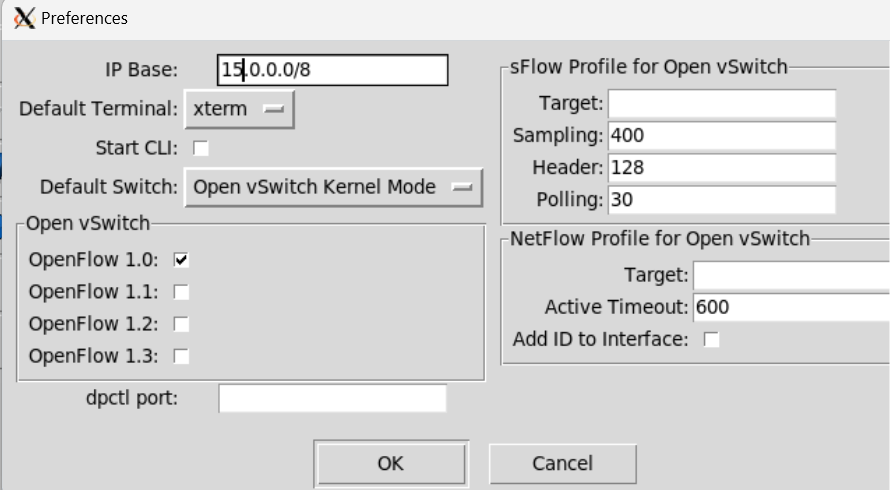 Preferences
IP Base: 15.0.0.0/8
Default Terminal: xterm
Start CLI:
Default Switch: Open vSwitch Kernel Mode
Open vSwitch
OpenFlow 1.0:
OpenFlow 1.1:
OpenFlow 1.2:
OpenFlow 1.3:
dpctl port:
sFlow Profile for Open vSwitch
Target:
Sampling: 400
Header: 128
Polling: 30
NetFlow Profile for Open vSwitch
Target:
Active Timeout: 600
Add ID to Interface:
OK
Cancel